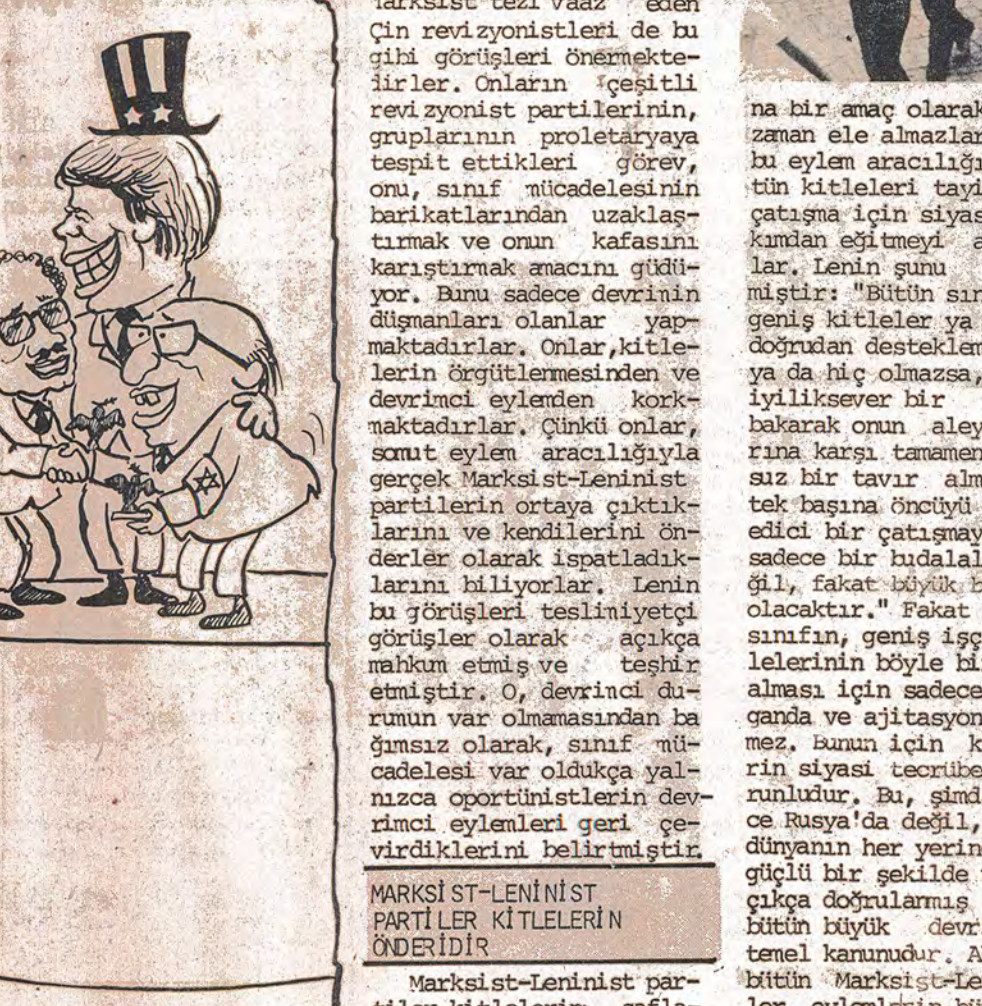 Marksist tezi vaaz eden
Çin revizyonistleri de bu
gibi görüşleri önermekte-
dirler. Onların çeşitli
revizyonist partilerinin,
gruplarının proletaryaya
tespit ettikleri görev,
onu, sınıf mücadelesinin
barikatlarından uzaklaş-
tırmak ve onun kafasını
karıştırmak amacını güdü-
yor. Bunu sadece devrimin
düşmanları olanlar yap-
maktadırlar. Onlar,kitle-
lerin örgütlenmesinden ve
devrimci eylemden kork-
maktadırlar. Çünkü onlar,
somut eylem aracılığıyla
gerçek Marksist-Leninist
partilerin ortaya çıktık-
larını ve kendilerini ön-
derler olarak ispatladık-
larını biliyorlar. Lenin
bu görüşleri teslimiyetçi
görüşler olarak açıkça
mahkum etmiş ve teşhir
etmiştir. O, devrimci du-
rumun var olmamasından ba
ğımsız olarak, sınıf mü-
cadelesi var oldukça yal-
nızca oportünistlerin dev-
rimci eylemleri geri çe-
virdiklerini belirtmiştir.
MARKSİST-LENİNİST
PARTİLER KİTLELERİN
ÖNDERİDİR
Marksist-Leninist par-
tiler kitlelerin safla-
na bir amaç olarak
zaman ele almazlar
bu eylem aracılığı
tün kitleleri tayi
çatışma için siyas
kımdan eğitmeyi a
lar. Lenin şunu
miştir: "Bütün sın
geniş kitleler ya
doğrudan desteklem
ya da hiç olmazsa,
iyiliksever bir
bakarak onun aley
rına karşı tamamen
suz bir tavır alm
tek başına öncüyü
edici bir çatışmay
sadece bir budalal
ğil, fakat büyük b
olacaktır." Fakat
sınıfın, geniş işç
lelerinin böyle bi
alması için sadece
ganda ve ajitasyon
mez. Bunun için k
rin siyasi tecrübe
runludur. Bu, şimd
ce Rusya'da değil,
dünyanın her yerin
güçlü bir şekilde
çıkça doğrulanmış
bütün büyük devr
temel kanunudur. A
bütün Marksist-Le